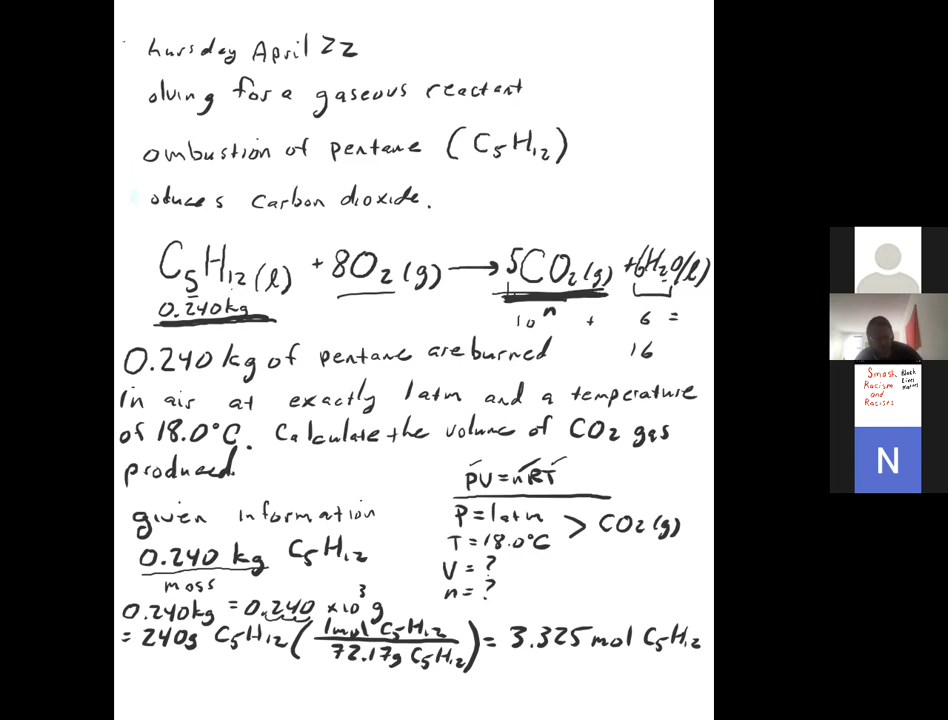 hursday April 22
olving for a gaseous reactant
ombustion of pentane (C5H12)
oduces carbon dioxide.
C5H12(l) + 8O2(g) → 5CO2(g) + 6H2O(l)
0.240kg
n
10 + 6 =
16
0.240 kg of pentane are burned
in air at exactly 1atm and a temperature
of 18.0°C. Calculate the volume of CO2 gas
produced.
PV = nRT
given information
P = 1atm
T = 18.0°C
> CO2(g)
V = ?
n = ?
0.240 kg C5H12
mass
0.240kg = 0.240 x10^3 g
= 240g C5H12 (1mol C5H12 / 72.17g C5H12) = 3.325 mol C5H12
Smash
Racism
and
Racists
Black
Lives
Matter
N